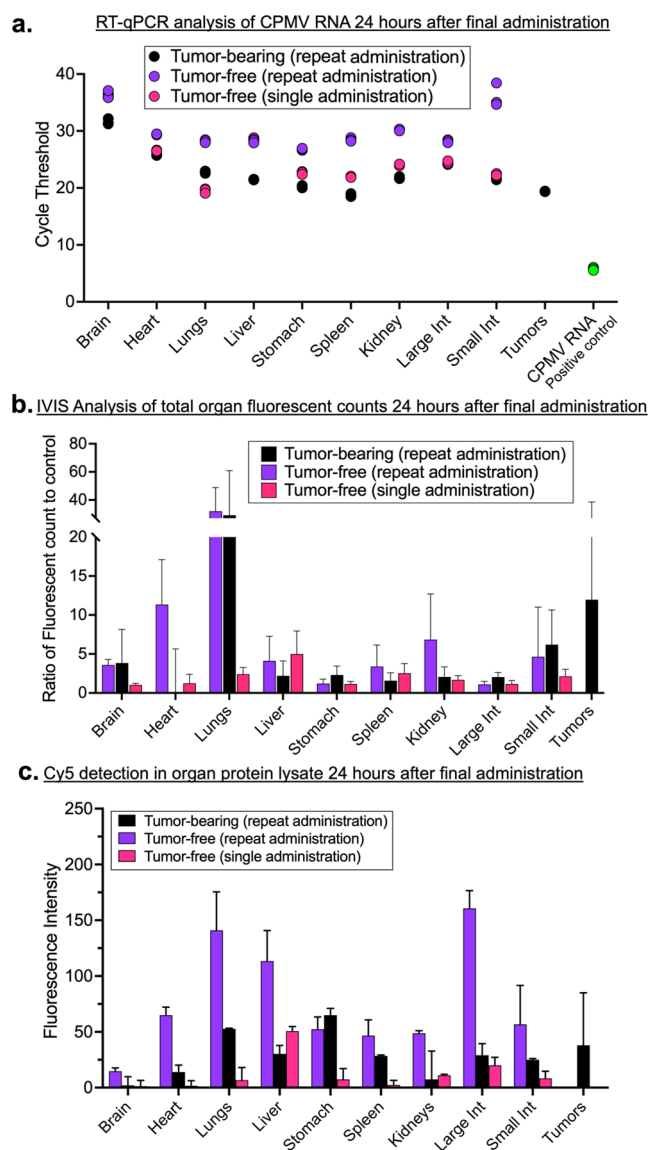 a. RT-qPCR analysis of CPMV RNA 24 hours after final administration
Tumor-bearing (repeat administration)
Tumor-free (repeat administration)
Tumor-free (single administration)
Cycle Threshold
40
30
20
10
0
Brain
Heart
Lungs
Liver
Stomach
Spleen
Kidney
Large Int
Small Int
Tumors
CPMV RNA
Positive control
b. IVIS Analysis of total organ fluorescent counts 24 hours after final administration
Tumor-bearing (repeat administration)
Tumor-free (repeat administration)
Tumor-free (single administration)
Ratio of Fluorescent count to control
80
60
40
20
15
10
5
0
Brain
Heart
Lungs
Liver
Stomach
Spleen
Kidney
Large Int
Small Int
Tumors
c. Cy5 detection in organ protein lysate 24 hours after final administration
Tumor-bearing (repeat administration)
Tumor-free (repeat administration)
Tumor-free (single administration)
Fluorescence Intensity
250
200
150
100
50
0
Brain
Heart
Lungs
Liver
Stomach
Spleen
Kidneys
Large Int
Small Int
Tumors